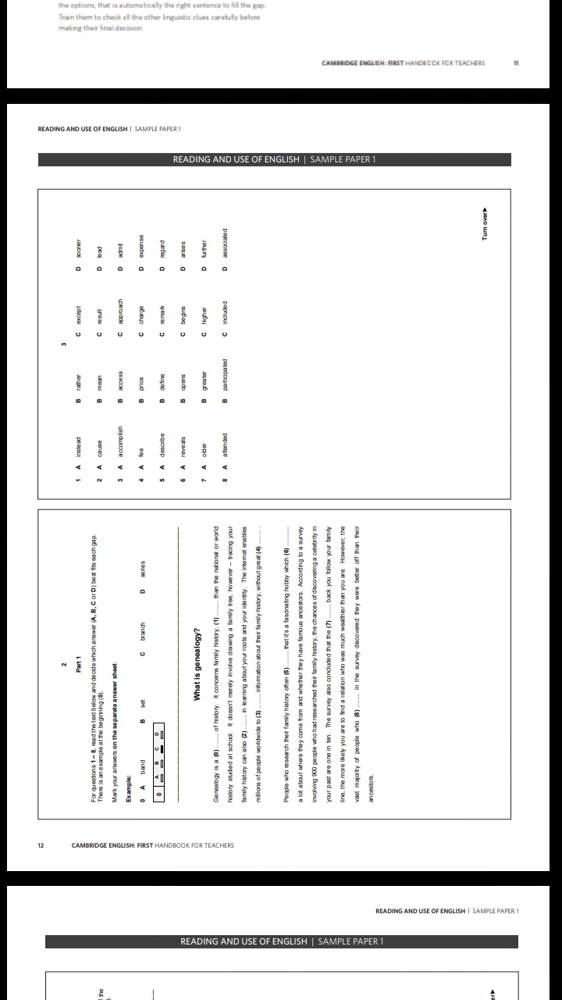 the options, that is automatically the right sentence to fill the gap.
Train them to check all the other linguistic clues carefully before
making their final decision.
CAMBRIDGE ENGLISH: FIRST HANDBOOK FOR TEACHERS 11
READING AND USE OF ENGLISH | SAMPLE PAPER 1
READING AND USE OF ENGLISH | SAMPLE PAPER 1
2
Part 1
For questions 1 – 8, read the text below and decide which answer (A, B, C or D) best fits each gap.
There is an example at the beginning (0).
Mark your answers on the separate answer sheet.
Example:
0 A band B set C branch D series
0 A B C D
What is genealogy?
Genealogy is a (0) ........ of history. It concerns family history, (1) ........ than the national or world
history studied at school. It doesn't merely involve drawing a family tree, however – tracing your
family history can also (2) ........ in learning about your roots and your identity. The internet enables
millions of people worldwide to (3) ........ information about their family history, without great (4) ........ .
People who research their family history often (5) ........ that it's a fascinating hobby which (6) ........
a lot about where they come from and whether they have famous ancestors. According to a survey
involving 900 people who had researched their family history, the chances of discovering a celebrity in
your past are one in ten. The survey also concluded that the (7) ........ back you follow your family
line, the more likely you are to find a relation who was much wealthier than you are. However, the
vast majority of people who (8) ........ in the survey discovered they were better off than their
ancestors.
3
1 A instead B rather C except D sooner
2 A cause B mean C result D lead
3 A accomplish B access C approach D admit
4 A fee B price C charge D expense
5 A describe B define C remark D regard
6 A reveals B opens C begins D arises
7 A older B greater C higher D further
8 A attended B participated C included D associated
Turn over▶
12 CAMBRIDGE ENGLISH: FIRST HANDBOOK FOR TEACHERS
READING AND USE OF ENGLISH | SAMPLE PAPER 1
READING AND USE OF ENGLISH | SAMPLE PAPER 1